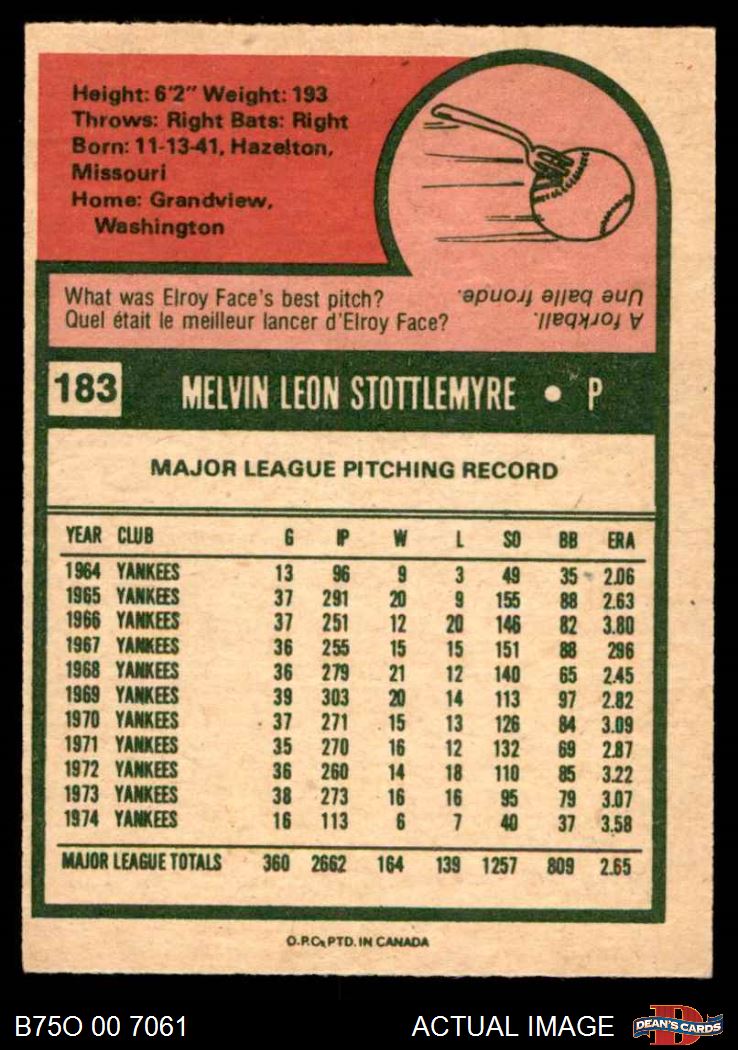 Height: 6'2" Weight: 193
Throws: Right Bats: Right
Born: 11-13-41, Hazelton,
Missouri
Home: Grandview,
Washington
What was Elroy Face's best pitch?
Quel était le meilleur lancer d'Elroy Face?
A forkball.
Une balle fronde.
183 MELVIN LEON STOTTLEMYRE • P
MAJOR LEAGUE PITCHING RECORD
YEAR CLUB G IP W L SO BB ERA
1964 YANKEES 13 96 9 3 49 35 2.06
1965 YANKEES 37 291 20 9 155 88 2.63
1966 YANKEES 37 251 12 20 146 82 3.80
1967 YANKEES 36 255 15 15 151 88 296
1968 YANKEES 36 279 21 12 140 65 2.45
1969 YANKEES 39 303 20 14 113 97 2.82
1970 YANKEES 37 271 15 13 126 84 3.09
1971 YANKEES 35 270 16 12 132 69 2.87
1972 YANKEES 36 260 14 18 110 85 3.22
1973 YANKEES 38 273 16 16 95 79 3.07
1974 YANKEES 16 113 6 7 40 37 3.58
MAJOR LEAGUE TOTALS 360 2662 164 139 1257 809 2.65
O.P.C. PTD. IN CANADA
B75O 00 7061 ACTUAL IMAGE DEAN'S CARDS